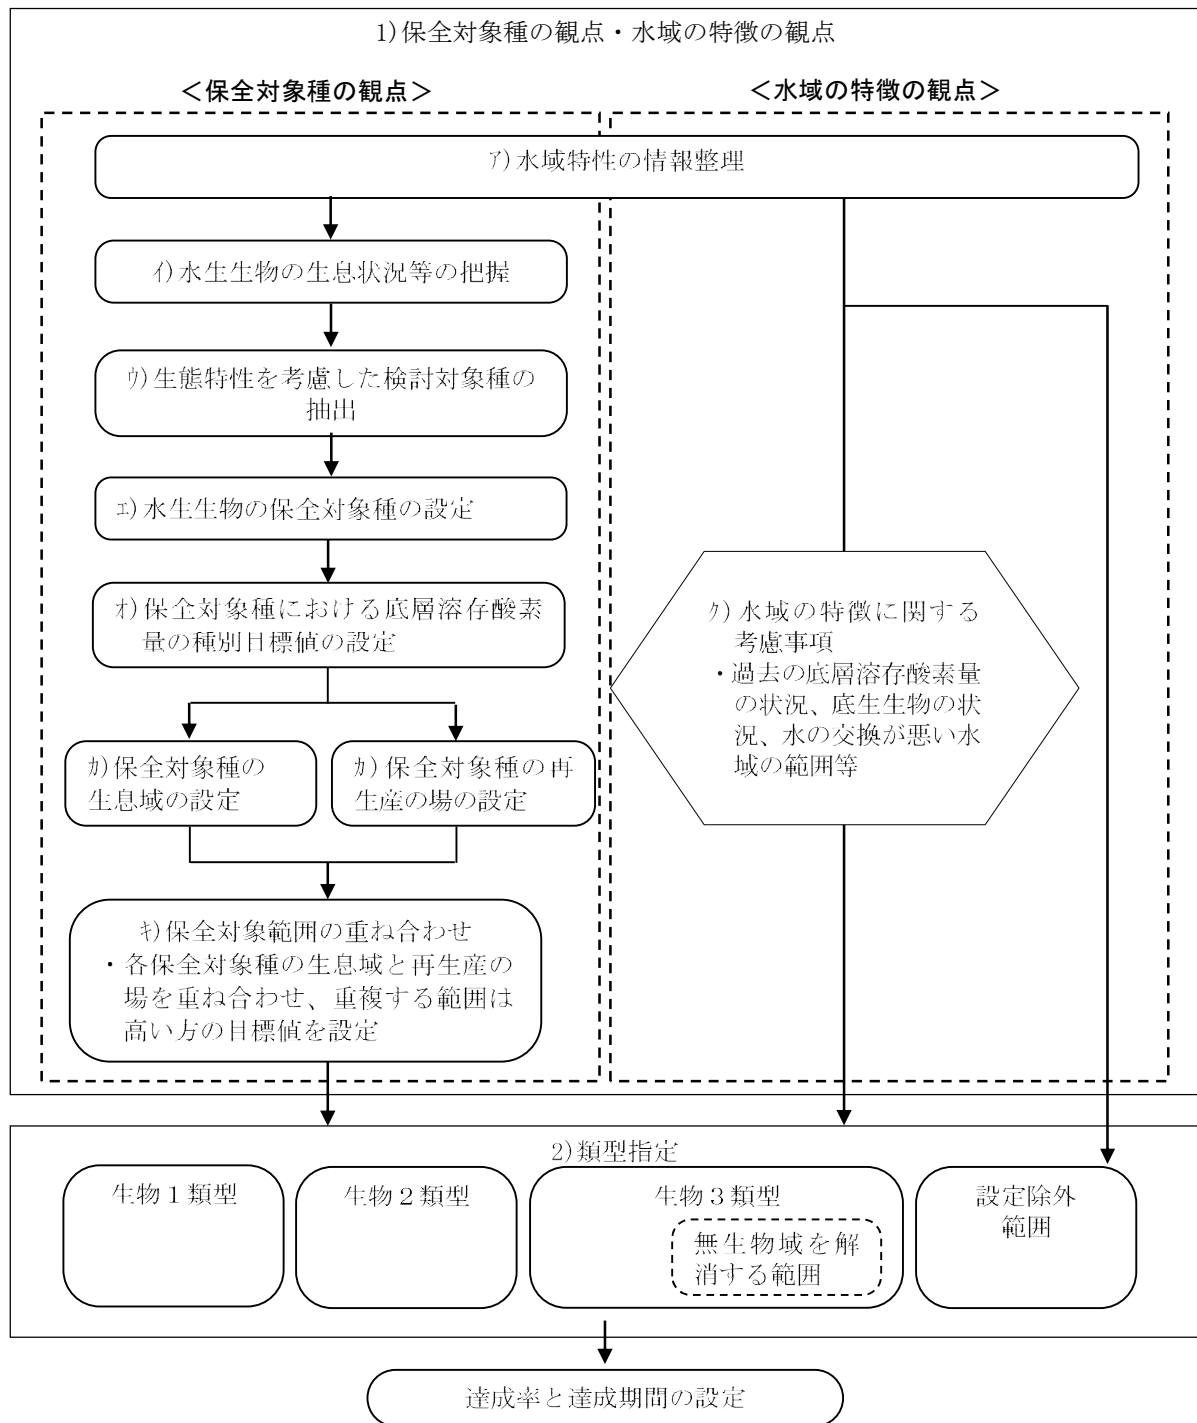 1)保全対象種の観点・水域の特徴の観点
＜保全対象種の観点＞
＜水域の特徴の観点＞
ｱ)水域特性の情報整理
ｲ)水生生物の生息状況等の把握
ｳ)生態特性を考慮した検討対象種の
抽出
ｴ)水生生物の保全対象種の設定
ｵ)保全対象種における底層溶存酸素
量の種別目標値の設定
ｶ)保全対象種の
生息域の設定
ｶ)保全対象種の再
生産の場の設定
ｷ)保全対象範囲の重ね合わせ
・各保全対象種の生息域と再生産の
場を重ね合わせ、重複する範囲は
高い方の目標値を設定
ｸ)水域の特徴に関する
考慮事項
・過去の底層溶存酸素量
の状況、底生生物の状
況、水の交換が悪い水
域の範囲等
2)類型指定
生物１類型
生物２類型
生物３類型
無生物域を解
消する範囲
設定除外
範囲
達成率と達成期間の設定